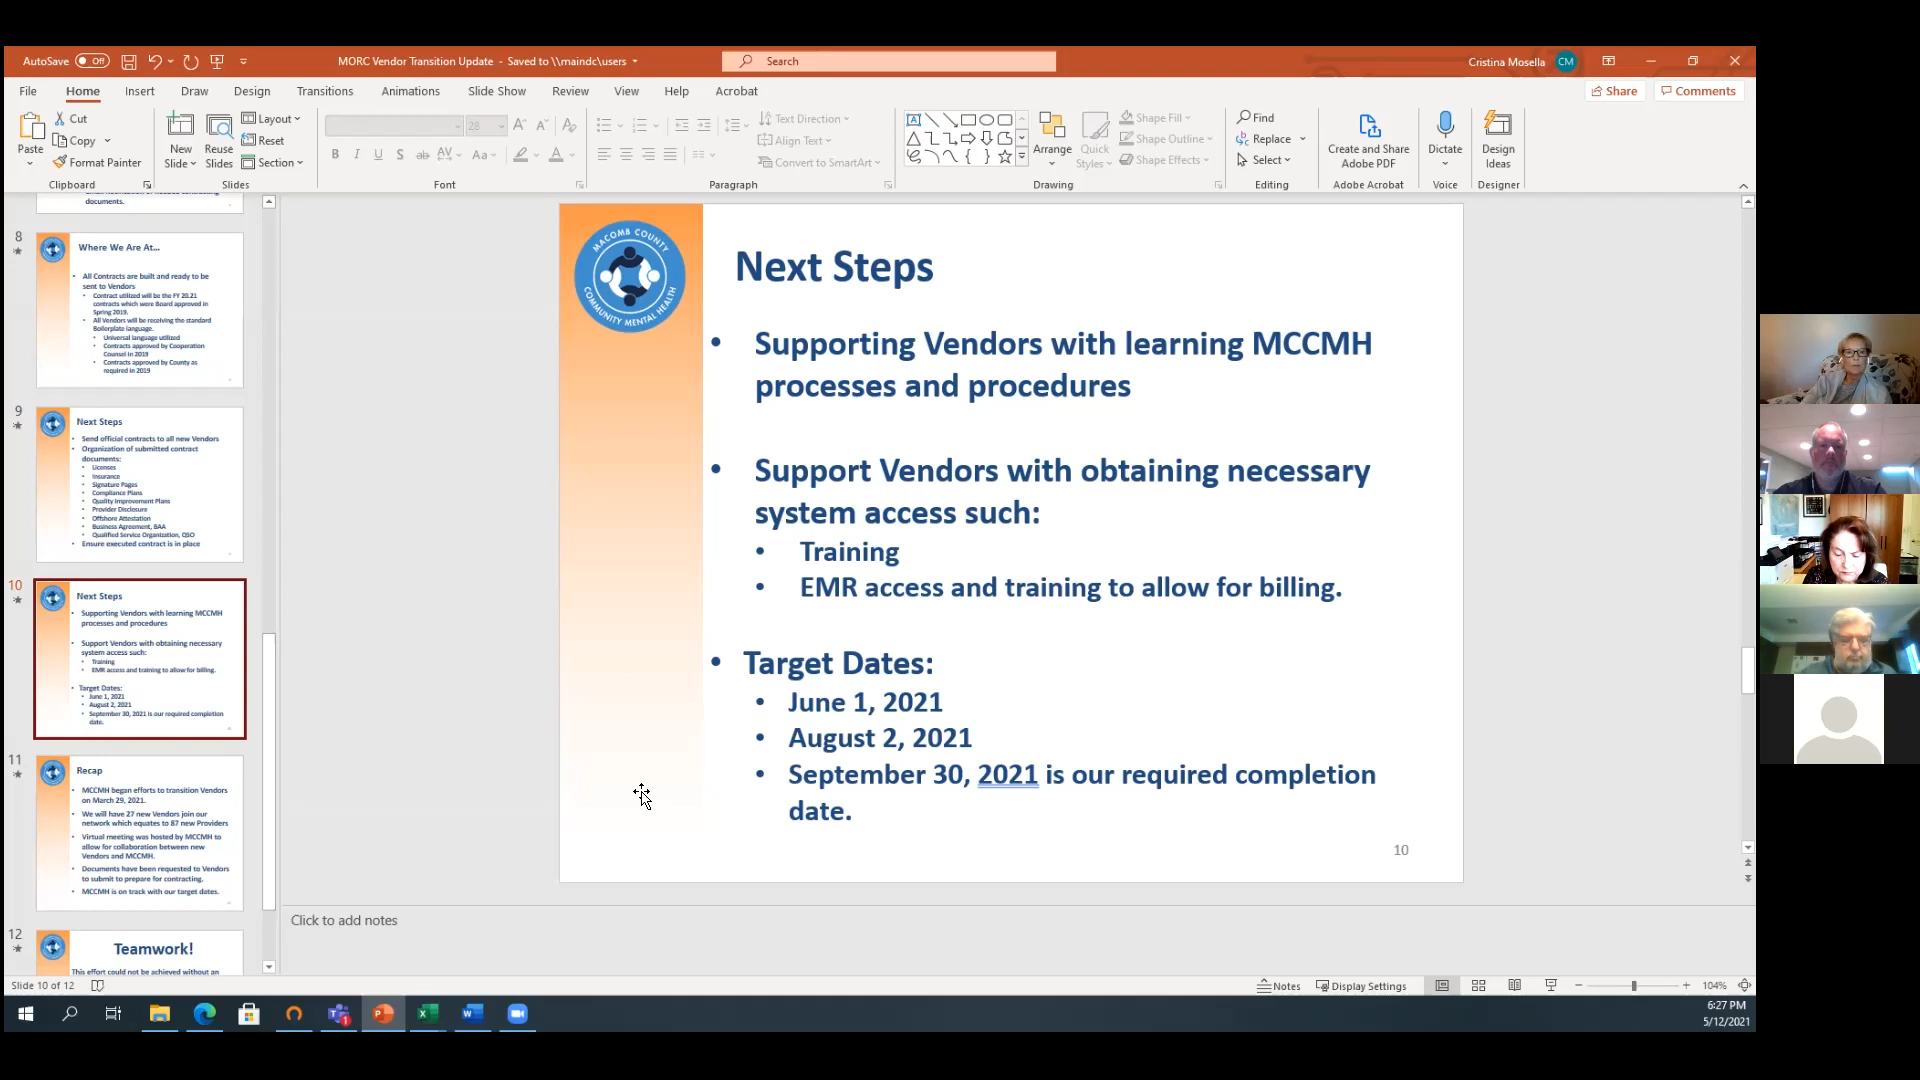 AutoSave Off MORC Vendor Transition Update - Saved to \\maindc\users Search Cristina Mosella CM
File Home Insert Draw Design Transitions Animations Slide Show Review View Help Acrobat Share Comments
Paste
Cut
Copy
Format Painter
Clipboard
New
Slide
Reuse
Slides
Layout
Reset
Section
Slides
28
Font
Text Direction
Align Text
Convert to SmartArt
Paragraph
Arrange
Quick
Styles
Shape Fill
Shape Outline
Shape Effects
Drawing
Find
Replace
Select
Editing
Create and Share
Adobe PDF
Adobe Acrobat
Dictate
Voice
Design
Ideas
Designer
documents.
8
Where We Are At...
• All Contracts are built and ready to be
sent to Vendors
• Contract utilized will be the FY 20.21
contracts which were Board approved in
Spring 2019.
• All Vendors will be receiving the standard
Boilerplate language.
• Universal language utilized
• Contracts approved by Cooperation
Counsel in 2019
• Contracts approved by County as
required in 2019
9
Next Steps
• Send official contracts to all new Vendors
• Organization of submitted contract
documents:
• Licenses
• Insurance
• Signature Pages
• Compliance Plans
• Quality Improvement Plans
• Provider Disclosure
• Offshore Attestation
• Business Agreement, BAA
• Qualified Service Organization, QSO
• Ensure executed contract is in place
10
Next Steps
• Supporting Vendors with learning MCCMH
processes and procedures
• Support Vendors with obtaining necessary
system access such:
• Training
• EMR access and training to allow for billing.
• Target Dates:
• June 1, 2021
• August 2, 2021
• September 30, 2021 is our required completion
date.
11
Recap
• MCCMH began efforts to transition Vendors
on March 29, 2021.
• We will have 27 new Vendors join our
network which equates to 87 new Providers
• Virtual meeting was hosted by MCCMH to
allow for collaboration between new
Vendors and MCCMH.
• Documents have been requested to Vendors
to submit to prepare for contracting.
• MCCMH is on track with our target dates.
12
Teamwork!
This effort could not be achieved without an
MACOMB COUNTY
COMMUNITY MENTAL HEALTH
Next Steps
• Supporting Vendors with learning MCCMH
processes and procedures
• Support Vendors with obtaining necessary
system access such:
• Training
• EMR access and training to allow for billing.
• Target Dates:
• June 1, 2021
• August 2, 2021
• September 30, 2021 is our required completion
date.
10
Click to add notes
Slide 10 of 12 Notes Display Settings 104%
6:27 PM
5/12/2021